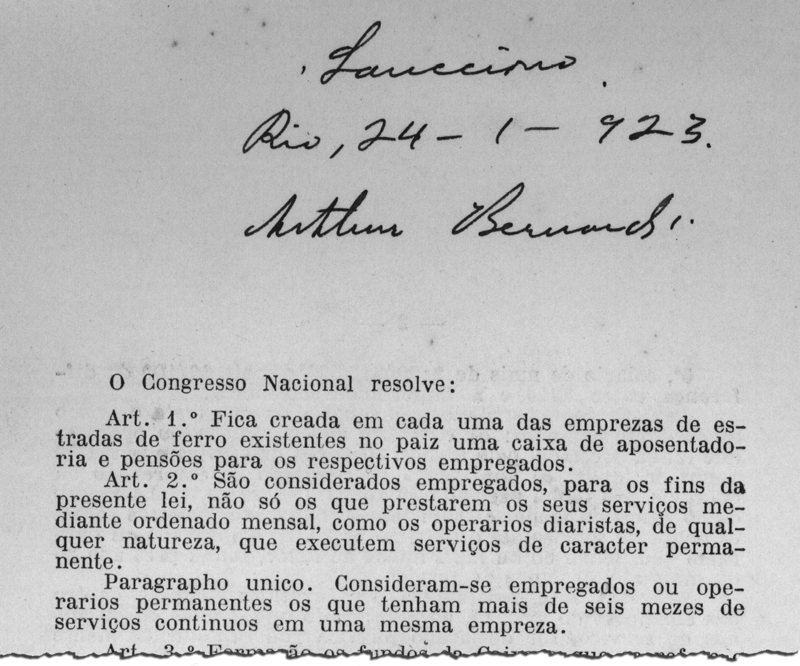 Sancciono.
Rio, 24-1-923.
Arthur Bernardes.
O Congresso Nacional resolve:
Art. 1.º Fica creada em cada uma das emprezas de es-
tradas de ferro existentes no paiz uma caixa de aposentado-
ria e pensões para os respectivos empregados.
Art. 2.º São considerados empregados, para os fins da
presente lei, não só os que prestarem os seus serviços me-
diante ordenado mensal, como os operarios diaristas, de qual-
quer natureza, que executem serviços de caracter perma-
nente.
Paragrapho unico. Consideram-se empregados ou ope-
rarios permanentes os que tenham mais de seis mezes de
serviços continuos em uma mesma empreza.
Art. 3.º